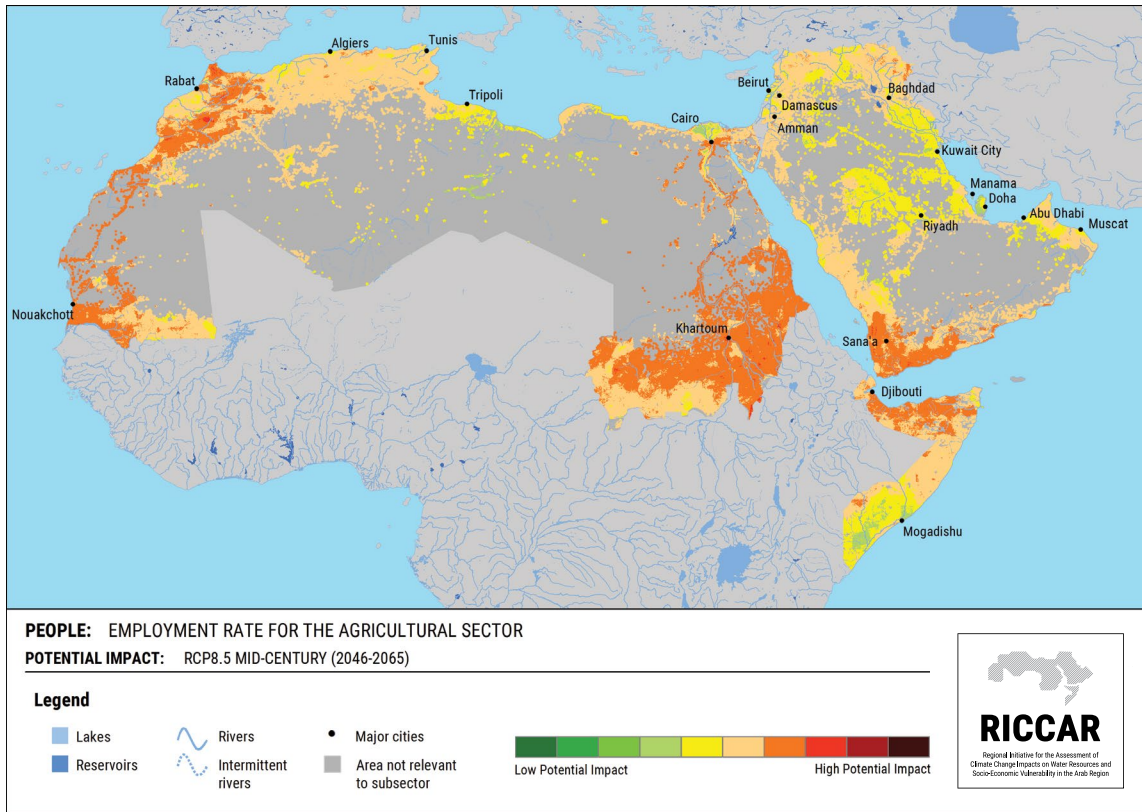 Algiers
Tunis
Rabat
Tripoli
Beirut
Damascus
Baghdad
Cairo
Amman
Kuwait City
Manama
Doha
Abu Dhabi
Riyadh
Muscat
Nouakchott
Khartoum
Sana'a
Djibouti
Mogadishu
PEOPLE: EMPLOYMENT RATE FOR THE AGRICULTURAL SECTOR
POTENTIAL IMPACT: RCP8.5 MID-CENTURY (2046-2065)
Legend
Lakes
Reservoirs
Rivers
Intermittent
rivers
Major cities
Area not relevant
to subsector
Low Potential Impact
High Potential Impact
RICCAR
Regional Initiative for the Assessment of
Climate Change Impacts on Water Resources and
Socio-Economic Vulnerability in the Arab Region